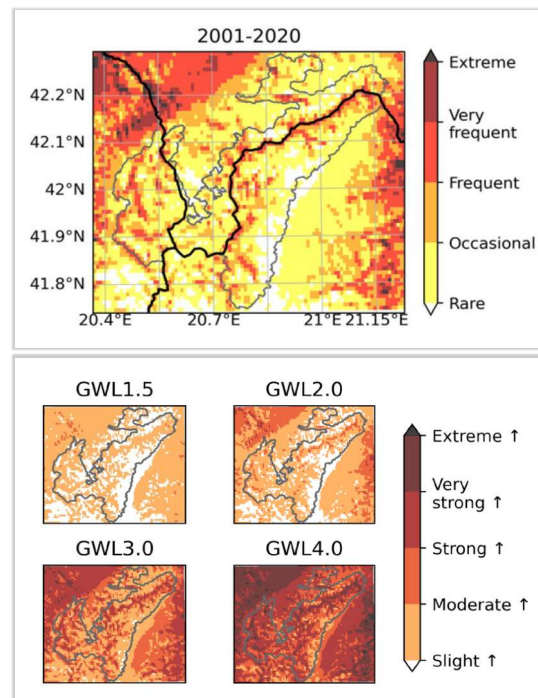 2001-2020
42.2°N
42.1°N
42°N
41.9°N
41.8°N
20.4°E
20.7°E
21°E
21.15°E
Extreme
Very
frequent
Frequent
Occasional
Rare
GWL1.5
GWL2.0
GWL3.0
GWL4.0
Extreme ↑
Very
strong ↑
Strong ↑
Moderate ↑
Slight ↑